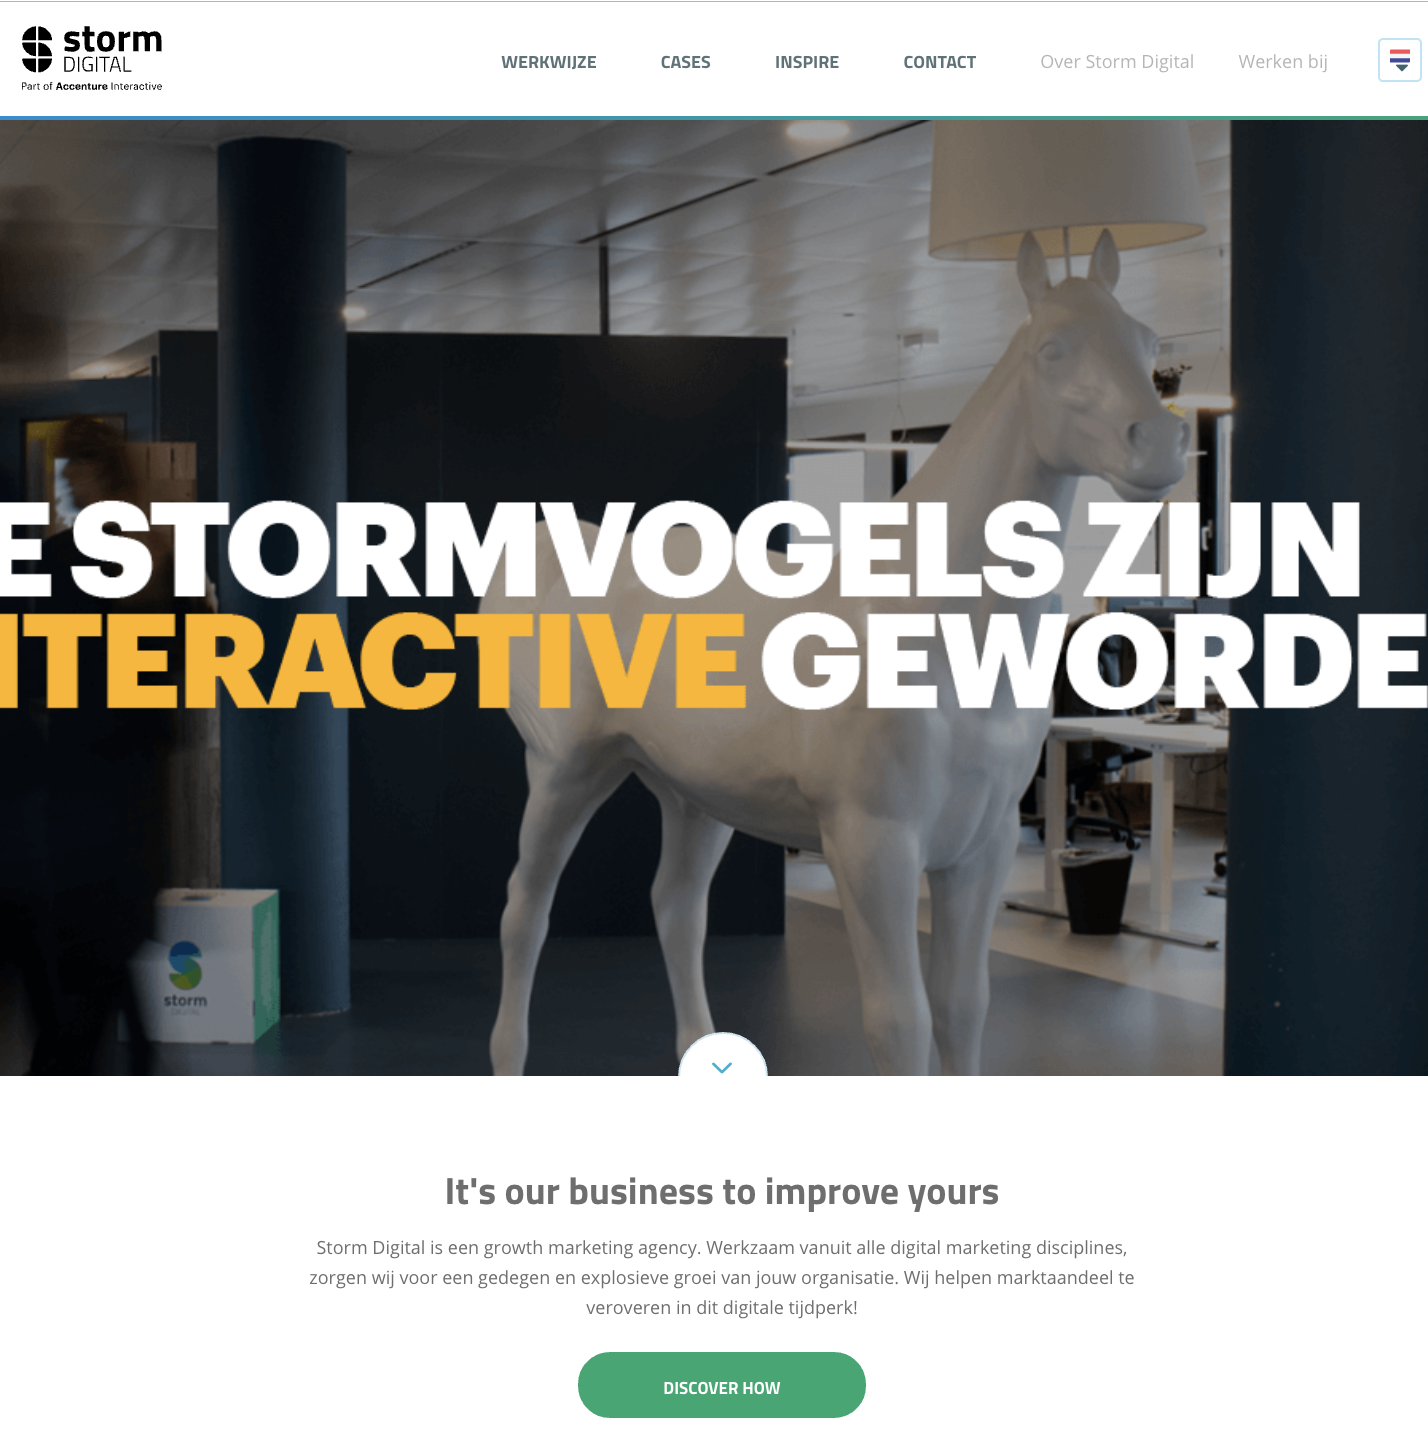 storm
DIGITAL
Part of Accenture Interactive
WERKWIJZE CASES INSPIRE CONTACT Over Storm Digital Werken bij
E STORMVOGELS ZIJN
NTERACTIVE GEWORDE
storm
DIGITAL
It's our business to improve yours
Storm Digital is een growth marketing agency. Werkzaam vanuit alle digital marketing disciplines,
zorgen wij voor een gedegen en explosieve groei van jouw organisatie. Wij helpen marktaandeel te
veroveren in dit digitale tijdperk!
DISCOVER HOW